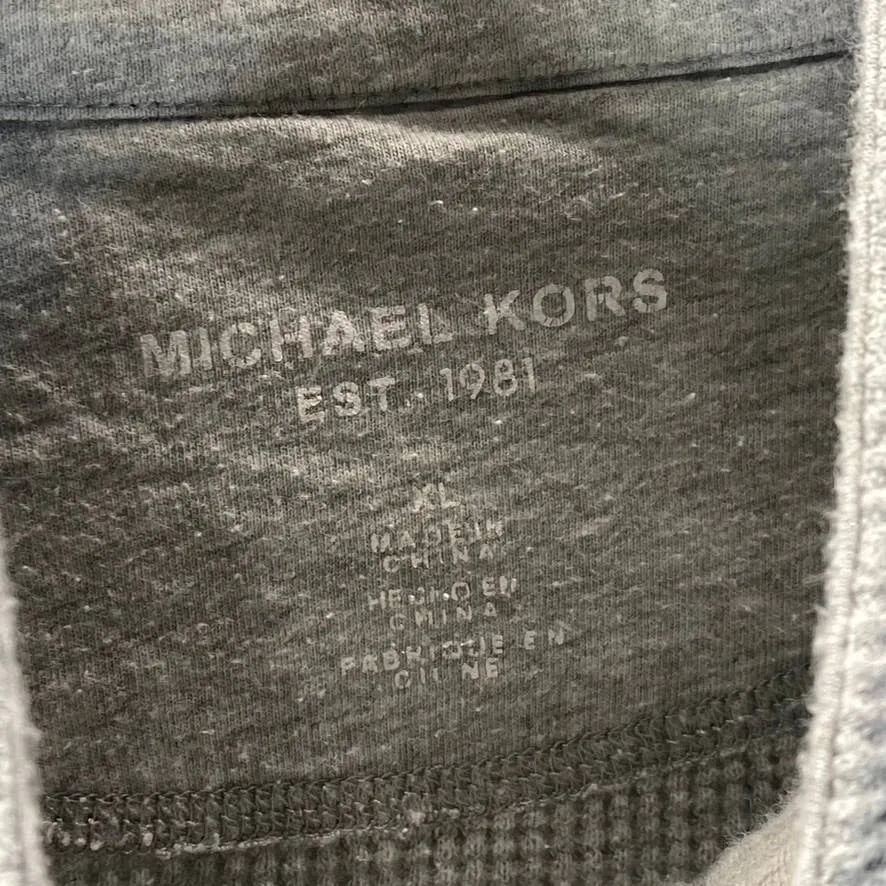 MICHAEL KORS
EST. 1981
XL
MADE IN
CHINA
HECHO EN
CHINA
FABRIQUE EN
CHINE